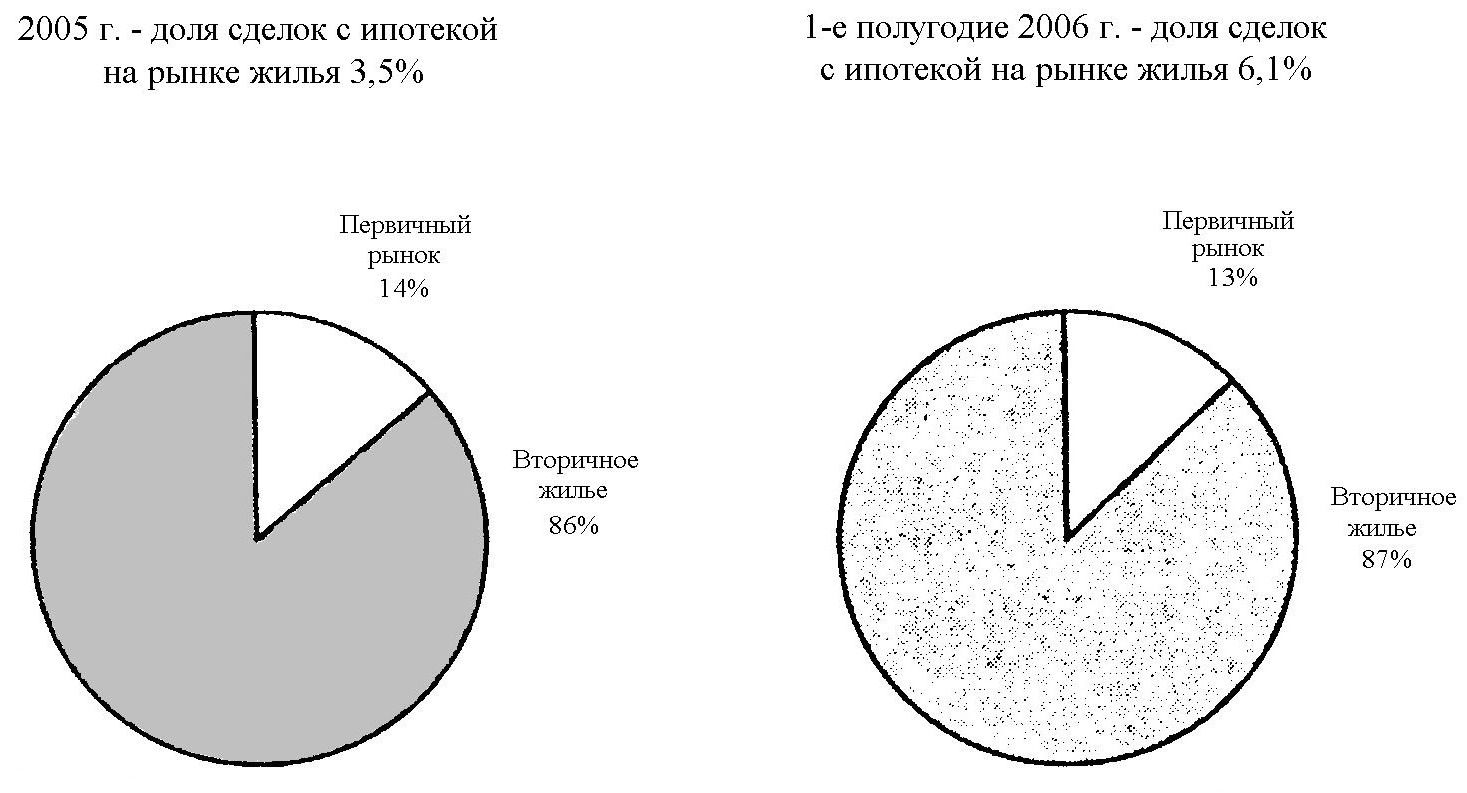 2005 г. - доля сделок с ипотекой
на рынке жилья 3,5%
Первичный
рынок
14%
Вторичное
жилье
86%
1-е полугодие 2006 г. - доля сделок
с ипотекой на рынке жилья 6,1%
Первичный
рынок
13%
Вторичное
жилье
87%